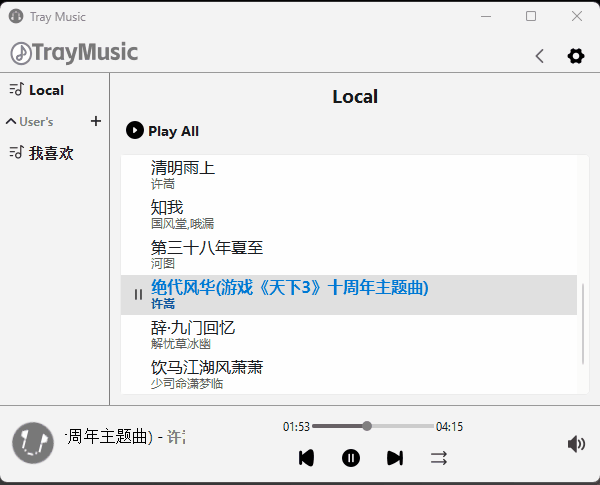 Tray Music
TrayMusic
Local
User's
我喜欢
Local
Play All
清明雨上
许嵩
知我
国风堂,哦漏
第三十八年夏至
河图
绝代风华(游戏《天下3》十周年主题曲)
许嵩
辞·九门回忆
解忧草冰幽
饮马江湖风萧萧
少司命潇梦临
周年主题曲) - 许
01:53
04:15